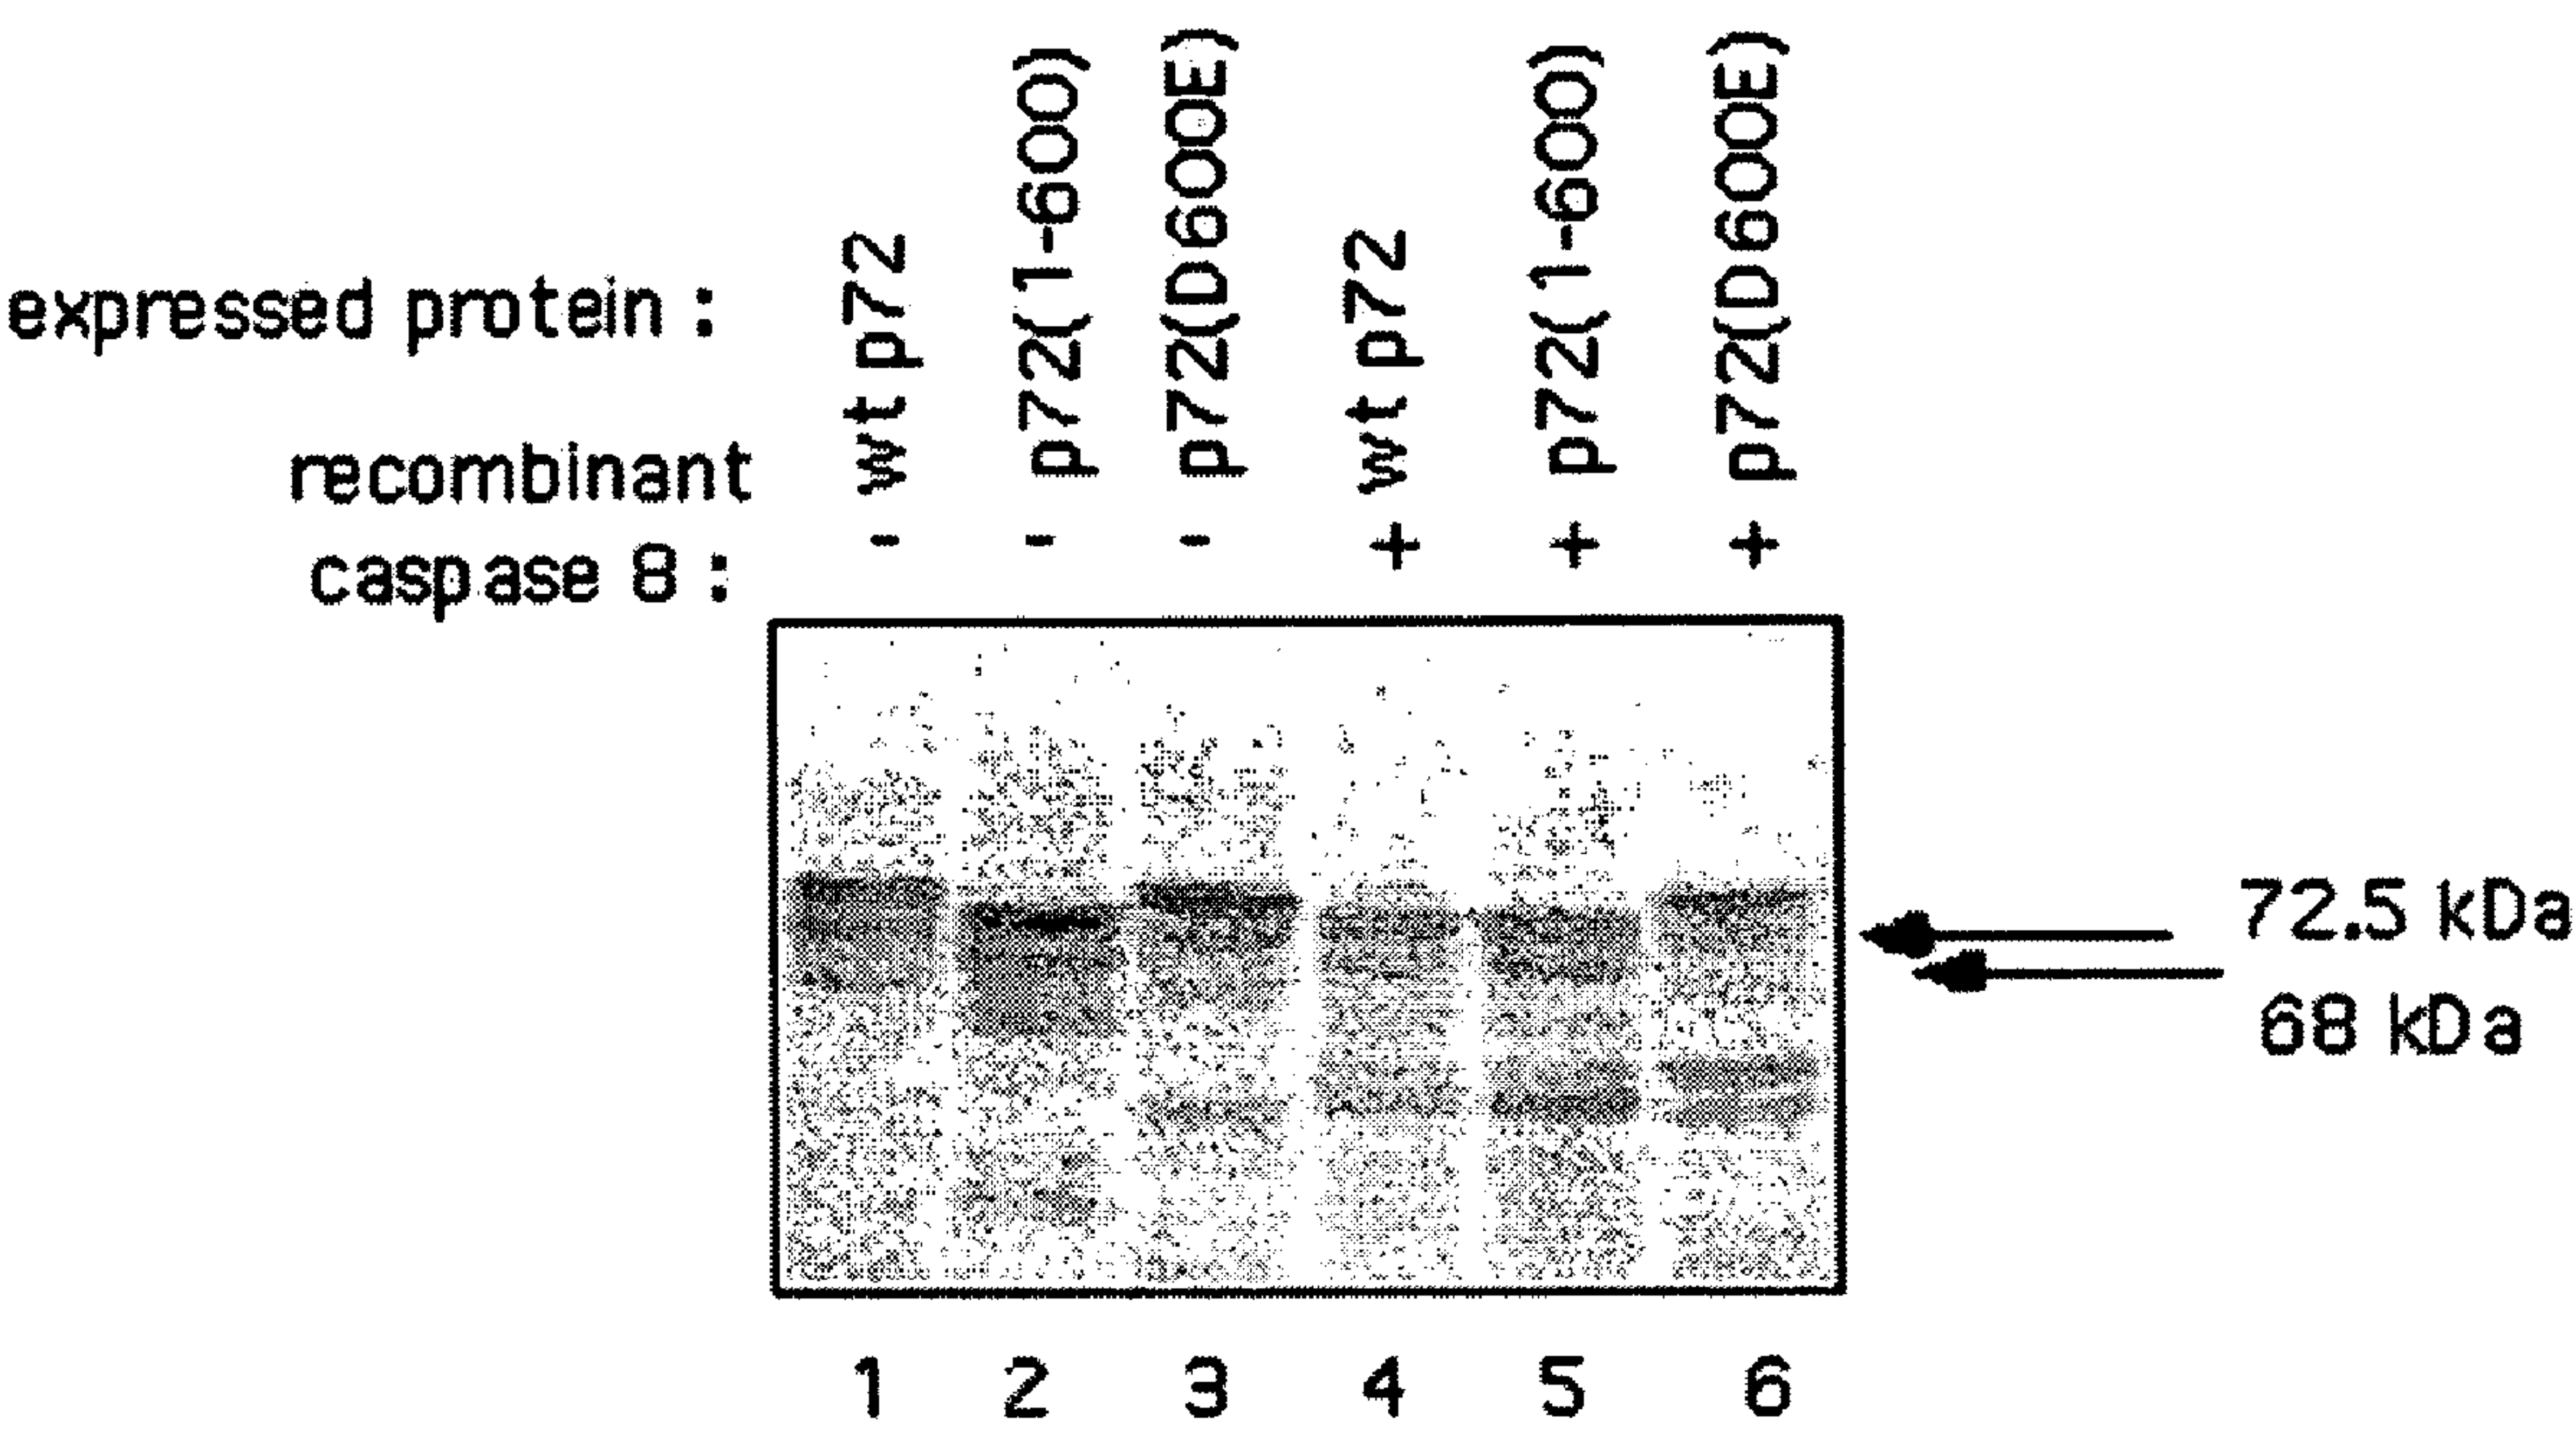 expressed protein : wt p72 p72(1-600) p72(D600E) wt p72 p72(1-600) p72(D600E)
recombinant
caspase 8 : - - - + + +
72.5 kDa
68 kDa
1 2 3 4 5 6